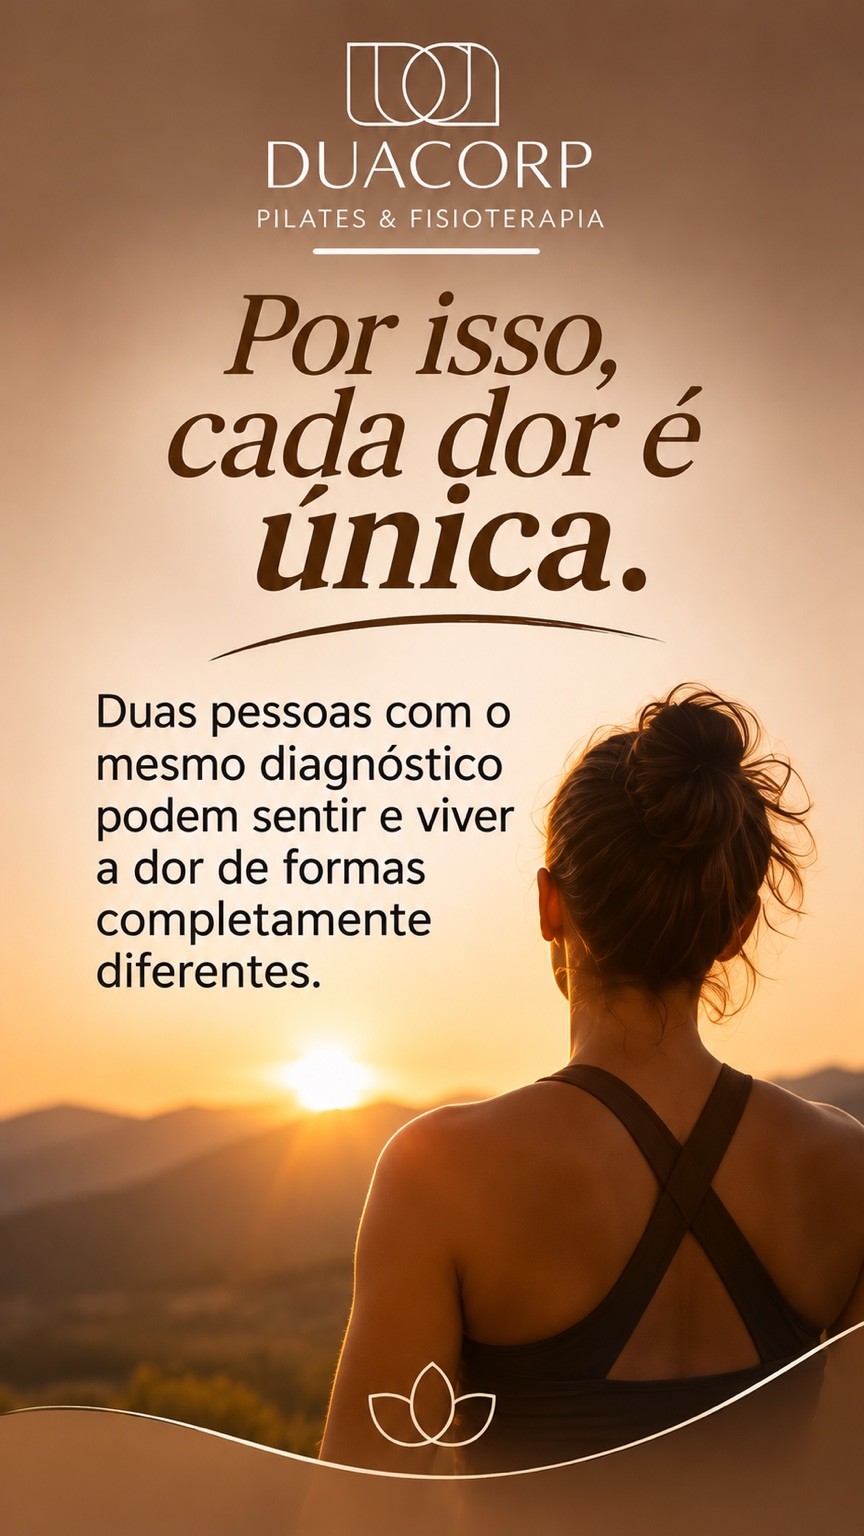 DUACORP
PILATES & FISIOTERAPIA
Por isso,
cada dor é
única.
Duas pessoas com o
mesmo diagnóstico
podem sentir e viver
a dor de formas
completamente
diferentes.